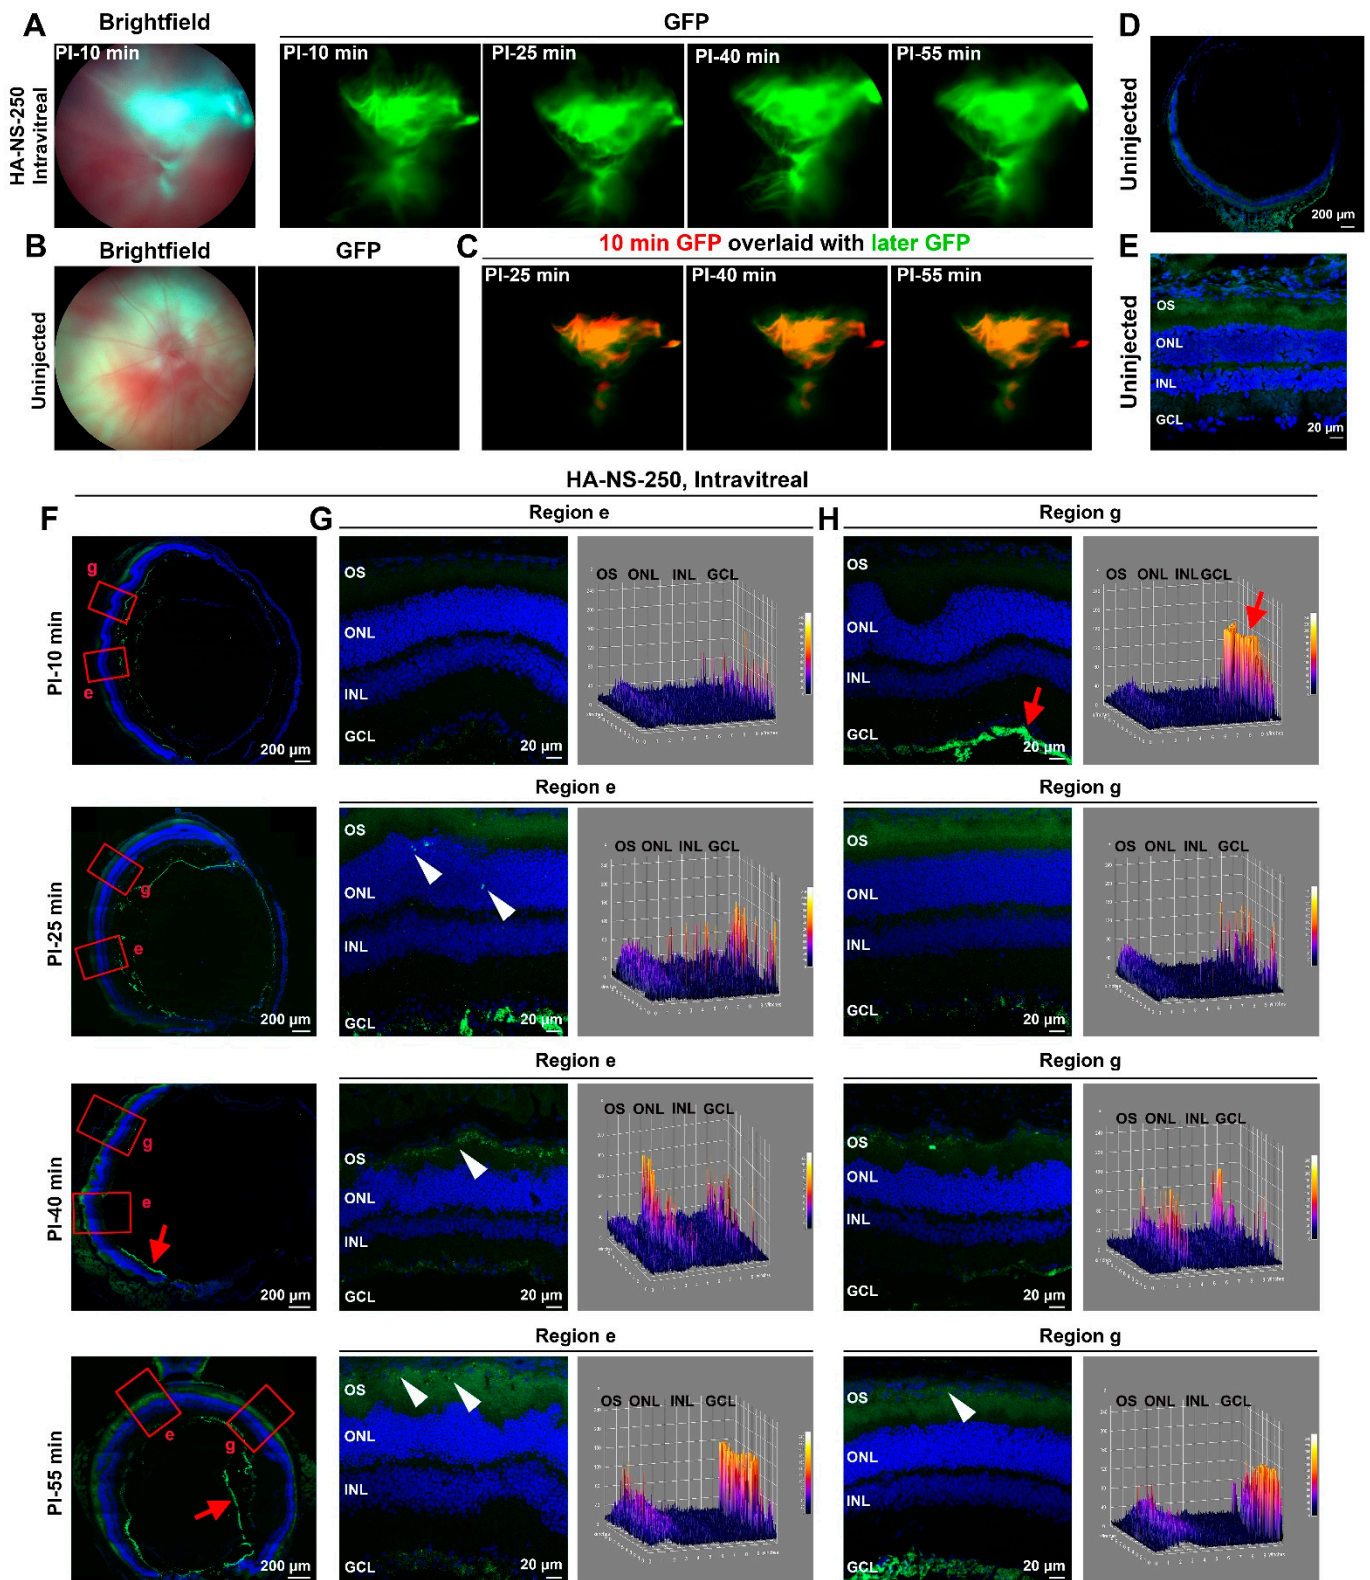 A
Brightfield
GFP
D
HA-NS-250
Intravitreal
PI-10 min
PI-10 min
PI-25 min
PI-40 min
PI-55 min
Uninjected
200 µm
B
Brightfield
GFP
C
10 min GFP overlaid with later GFP
E
Uninjected
PI-25 min
PI-40 min
PI-55 min
Uninjected
OS
ONL
INL
GCL
20 µm
HA-NS-250, Intravitreal
F
G
Region e
H
Region g
PI-10 min
g
e
200 µm
OS
ONL
INL
GCL
20 µm
OS ONL INL GCL
OS
ONL
INL
GCL
20 µm
OS ONL INL GCL
Region e
Region g
PI-25 min
g
e
200 µm
OS
ONL
INL
GCL
20 µm
OS ONL INL GCL
OS
ONL
INL
GCL
20 µm
OS ONL INL GCL
Region e
Region g
PI-40 min
g
e
200 µm
OS
ONL
INL
GCL
20 µm
OS ONL INL GCL
OS
ONL
INL
GCL
20 µm
OS ONL INL GCL
Region e
Region g
PI-55 min
e
g
200 µm
OS
ONL
INL
GCL
20 µm
OS ONL INL GCL
OS
ONL
INL
GCL
20 µm
OS ONL INL GCL